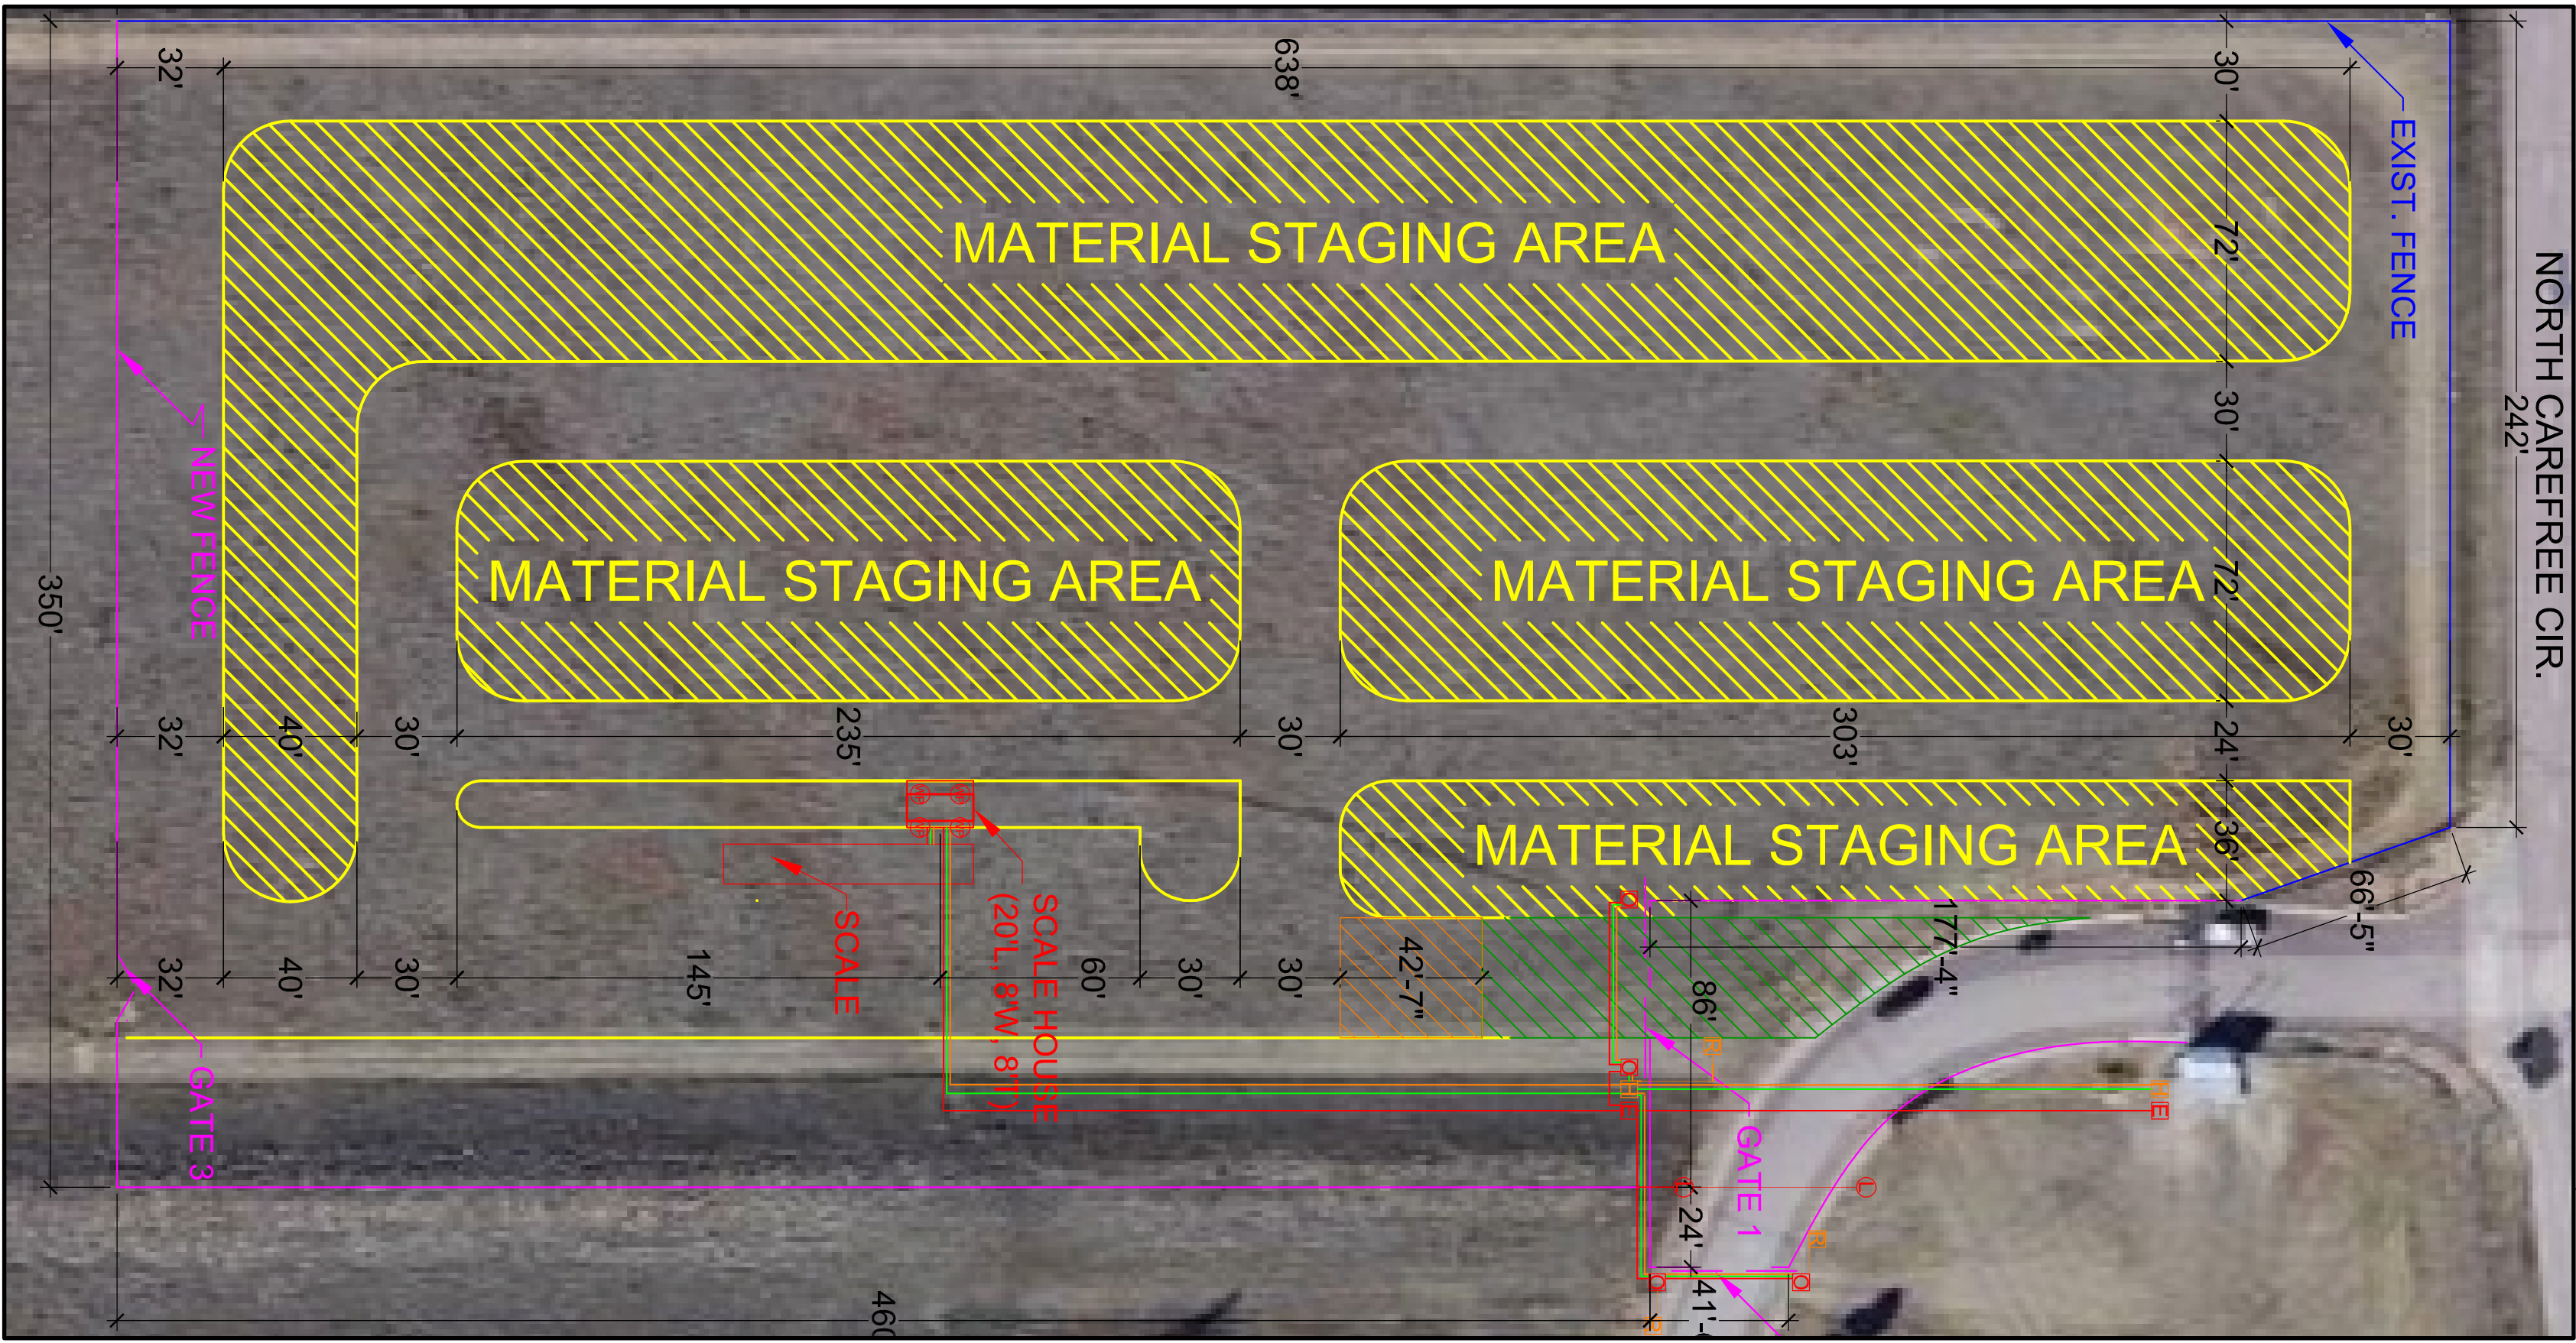 NORTH CAREFREE CIR.
242'
EXIST. FENCE
32'
638'
30'
72'
30'
72'
24'
36'
MATERIAL STAGING AREA
MATERIAL STAGING AREA
MATERIAL STAGING AREA
MATERIAL STAGING AREA
NEW FENCE
350'
32'
40'
30'
235'
30'
303'
30'
66'-5"
177'-4"
86'
42'-7"
SCALE HOUSE
(20'L, 8'W, 8'T)
SCALE
32'
40'
30'
145'
60'
30'
30'
GATE 3
GATE 1
24'
O
O
H
E
R
H
E
L
R
O
O